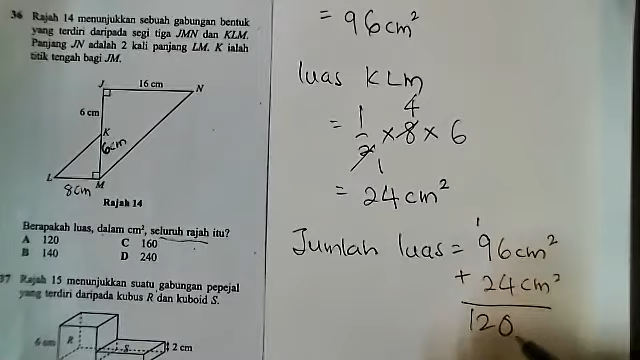 36 Rajah 14 menunjukkan sebuah gabungan bentuk
yang terdiri daripada segi tiga JMN dan KLM.
Panjang JN adalah 2 kali panjang LM. K ialah
titik tengah bagi JM.
J 16 cm N
6 cm
K
6cm
L M
8cm
Rajah 14
Berapakah luas, dalam cm², seluruh rajah itu?
A 120 C 160
B 140 D 240
37 Rajah 15 menunjukkan suatu gabungan pepejal
yang terdiri daripada kubus R dan kuboid S.
6 cm R S 2 cm
= 96cm²
luas KLM
4
= 1/2 × 8 × 6
1
= 24cm²
1
Jumlah luas = 96cm²
+ 24cm²
120